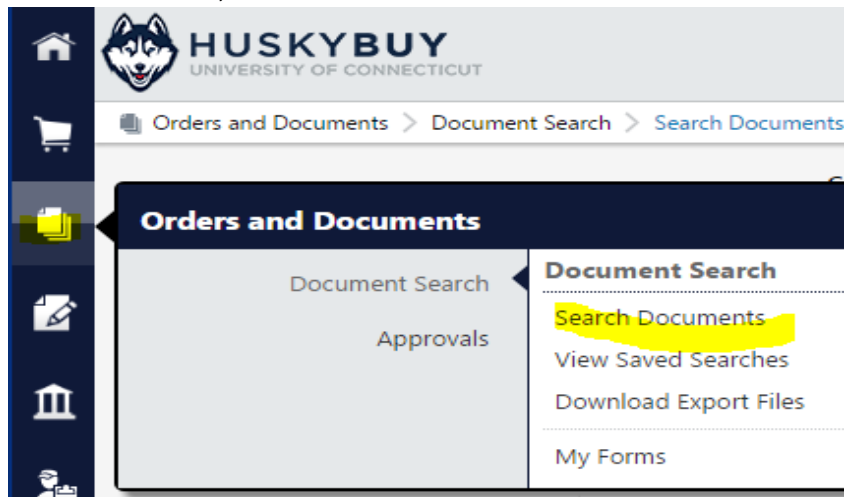 HUSKYBUY
UNIVERSITY OF CONNECTICUT
Orders and Documents > Document Search > Search Documents
Orders and Documents
Document Search
Approvals
Document Search
Search Documents
View Saved Searches
Download Export Files
My Forms